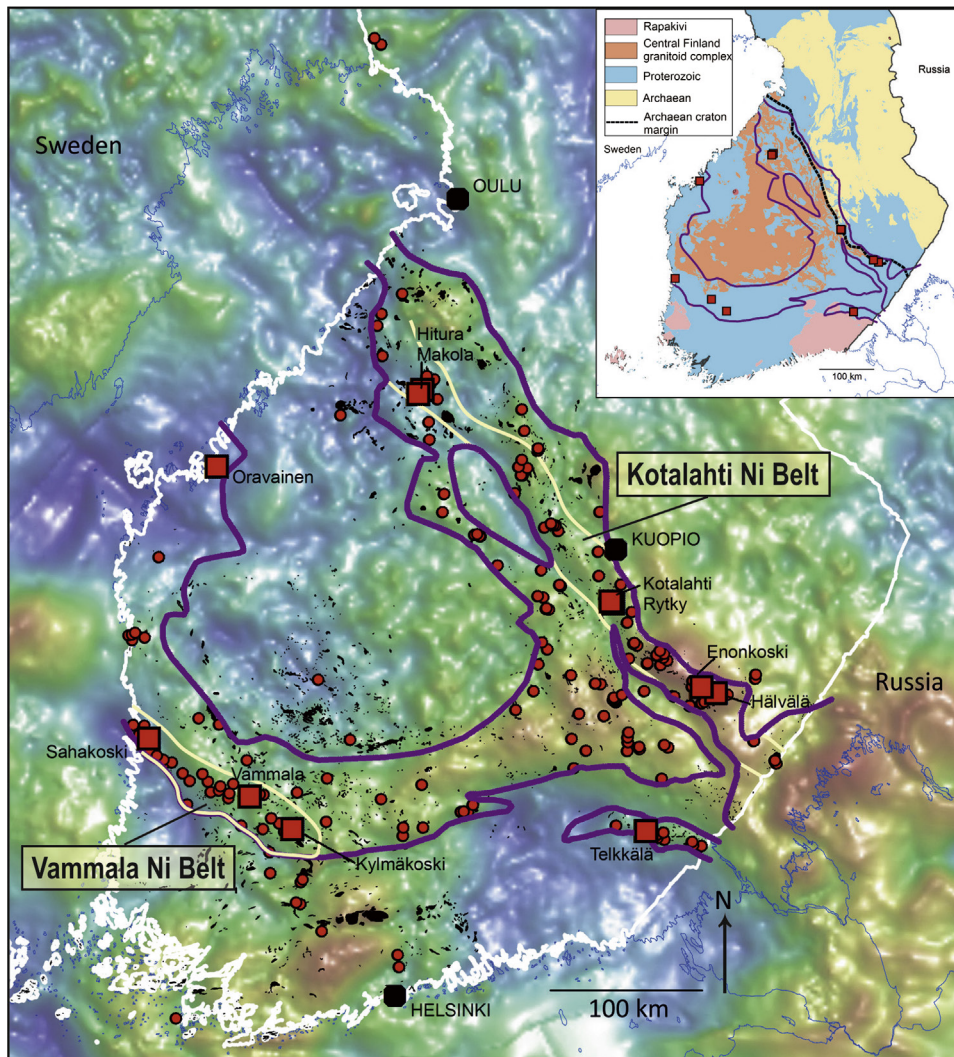 Rapakivi
Central Finland
granitoid complex
Proterozoic
Archaean
Archaean craton
margin
Russia
Sweden
100 km
Sweden
OULU
Hitura
Makola
Oravainen
Kotalahti Ni Belt
KUOPIO
Kotalahti
Rytky
Enonkoski
Hälvälä
Russia
Sahakoski
Vammala
Kylmäkoski
Telkkälä
Vammala Ni Belt
N
100 km
HELSINKI